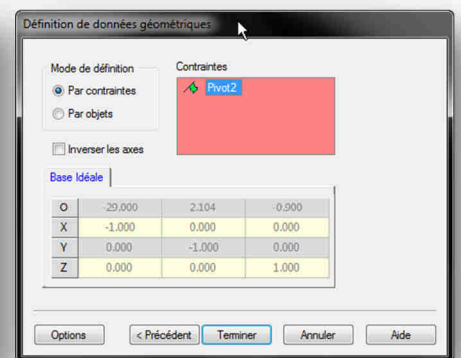 Définition de données géométriques
Mode de définition
Par contraintes
Par objets
Inverser les axes
Contraintes
Pivot2
Base Idéale
O -29.000 2.104 -0.900
X -1.000 0.000 0.000
Y 0.000 -1.000 0.000
Z 0.000 0.000 1.000
Options < Précédent Terminer Annuler Aide